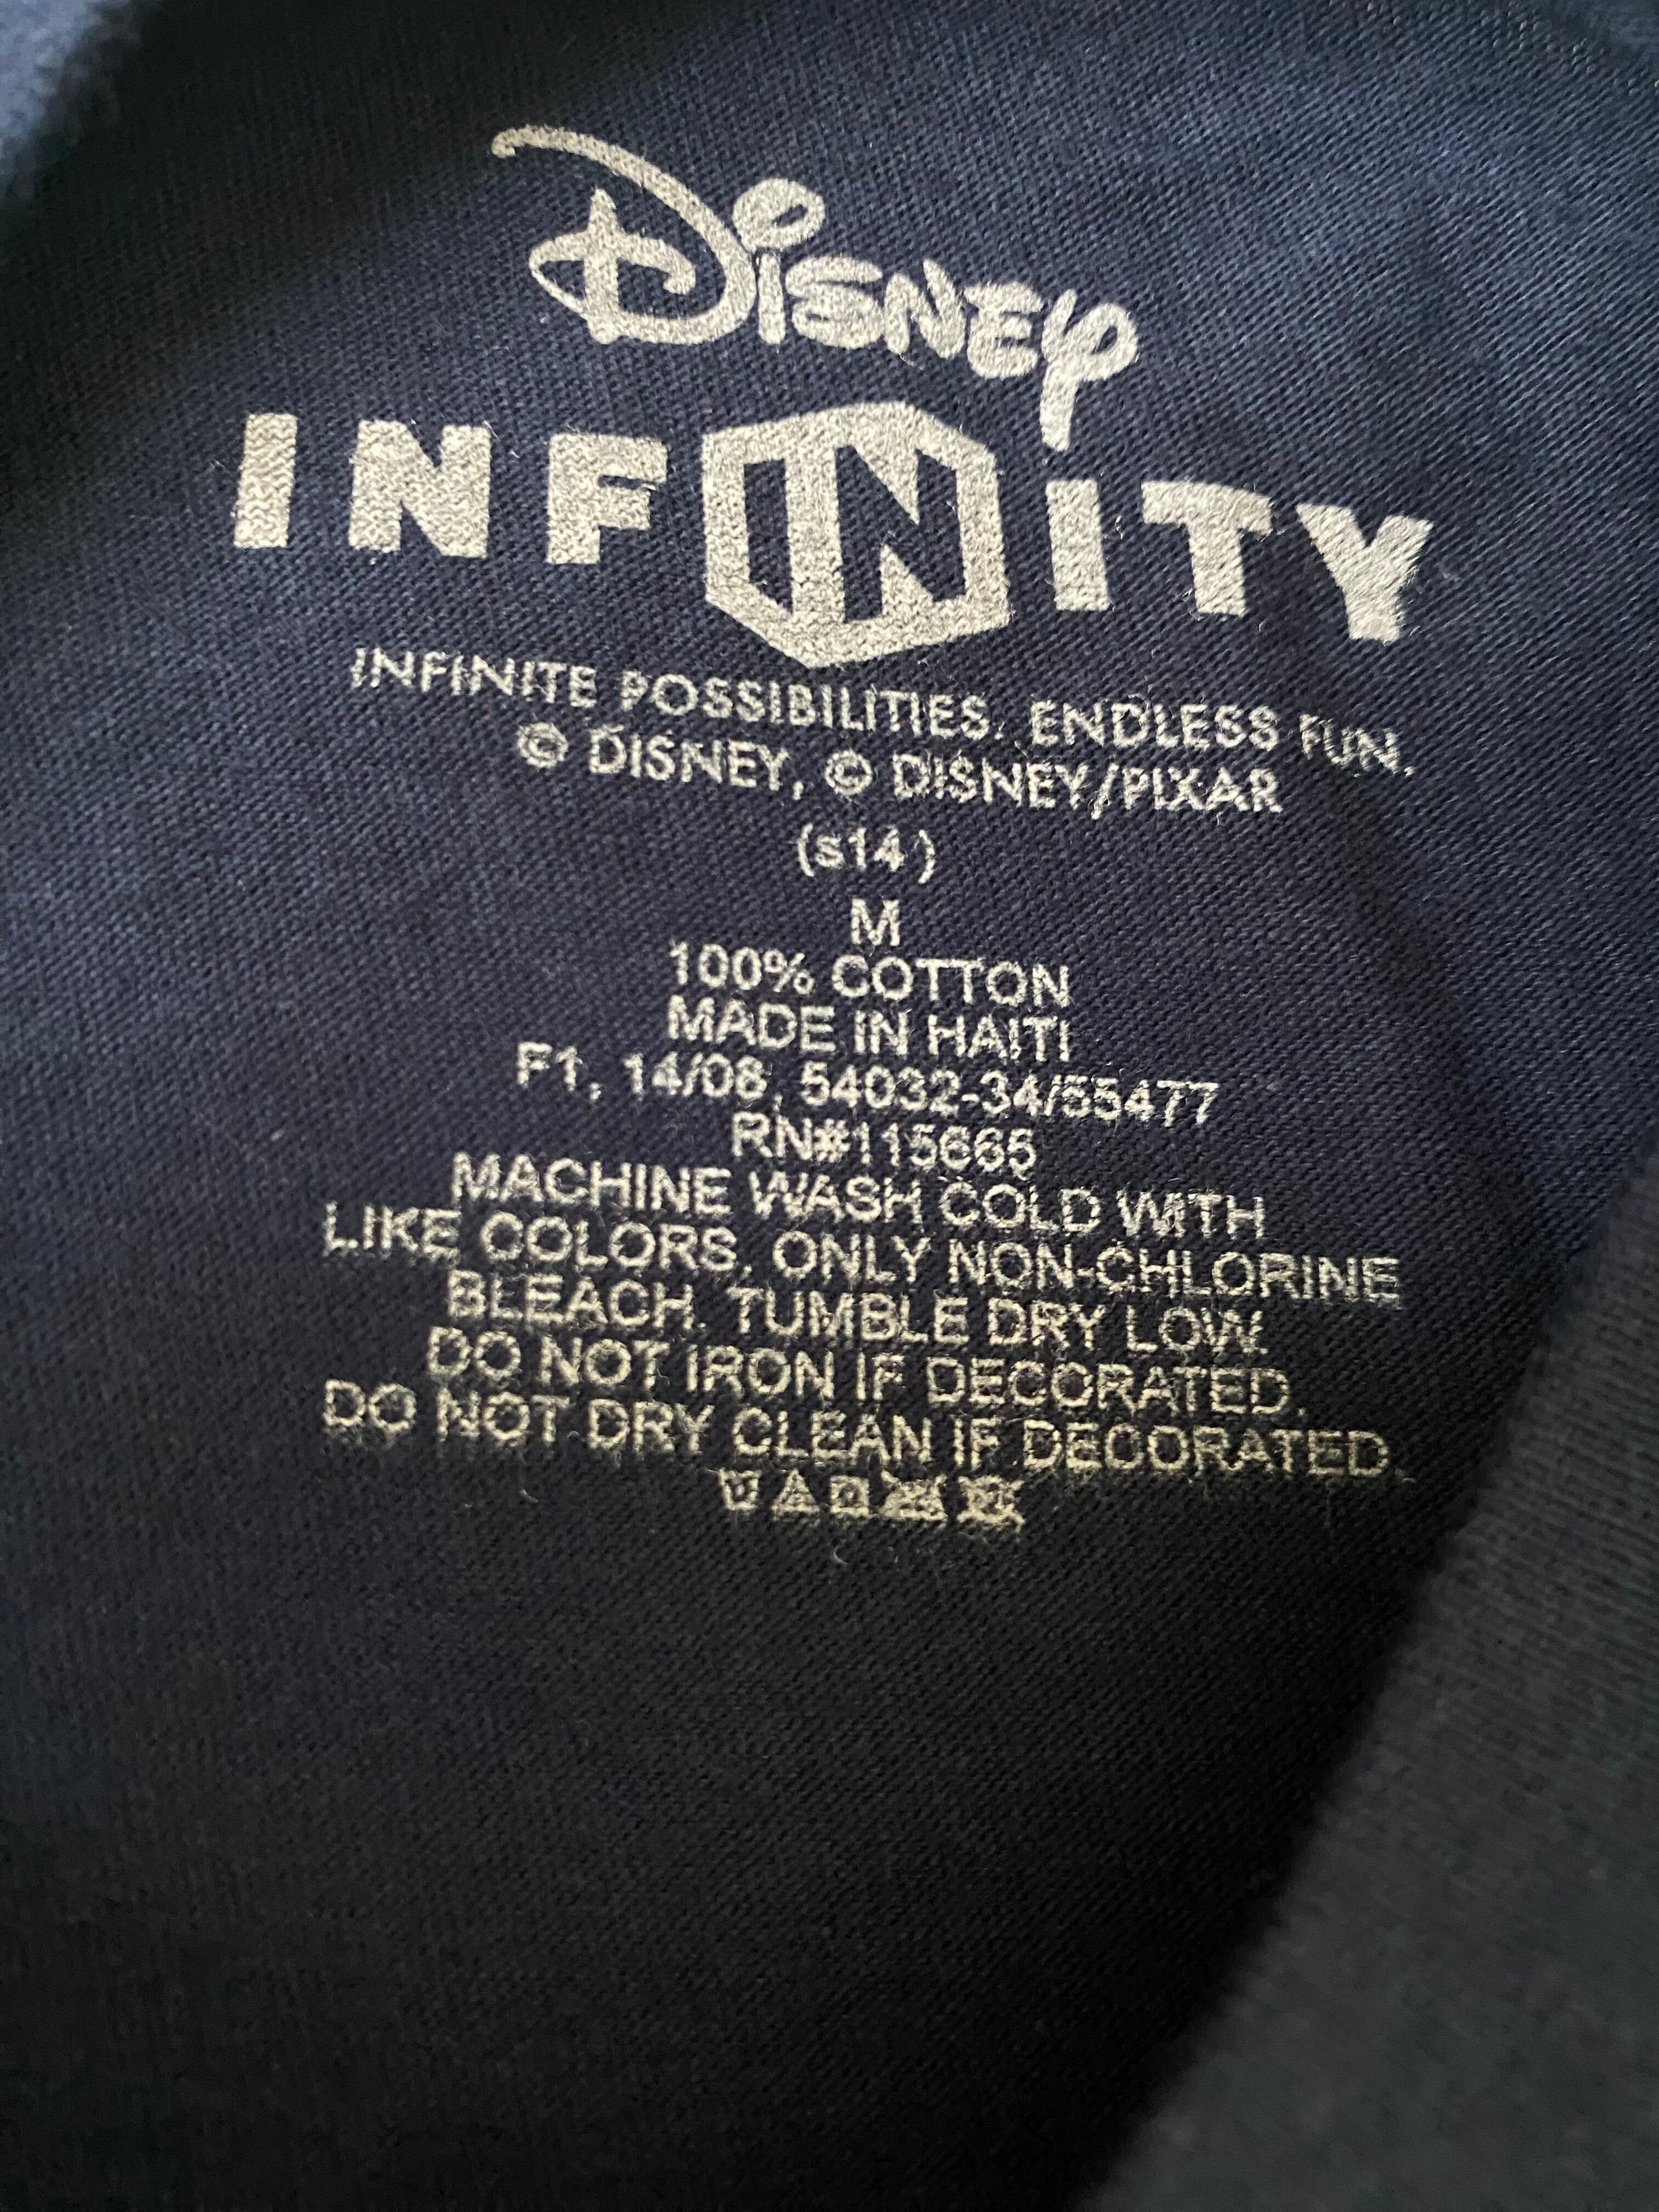 Disney
INFINITY
INFINITE POSSIBILITIES. ENDLESS FUN.
© DISNEY, © DISNEY/PIXAR
(s14)
M
100% COTTON
MADE IN HAITI
F1, 14/08, 54032-34/55477
RN#115665
MACHINE WASH COLD WITH
LIKE COLORS, ONLY NON-CHLORINE
BLEACH. TUMBLE DRY LOW.
DO NOT IRON IF DECORATED.
DO NOT DRY CLEAN IF DECORATED.